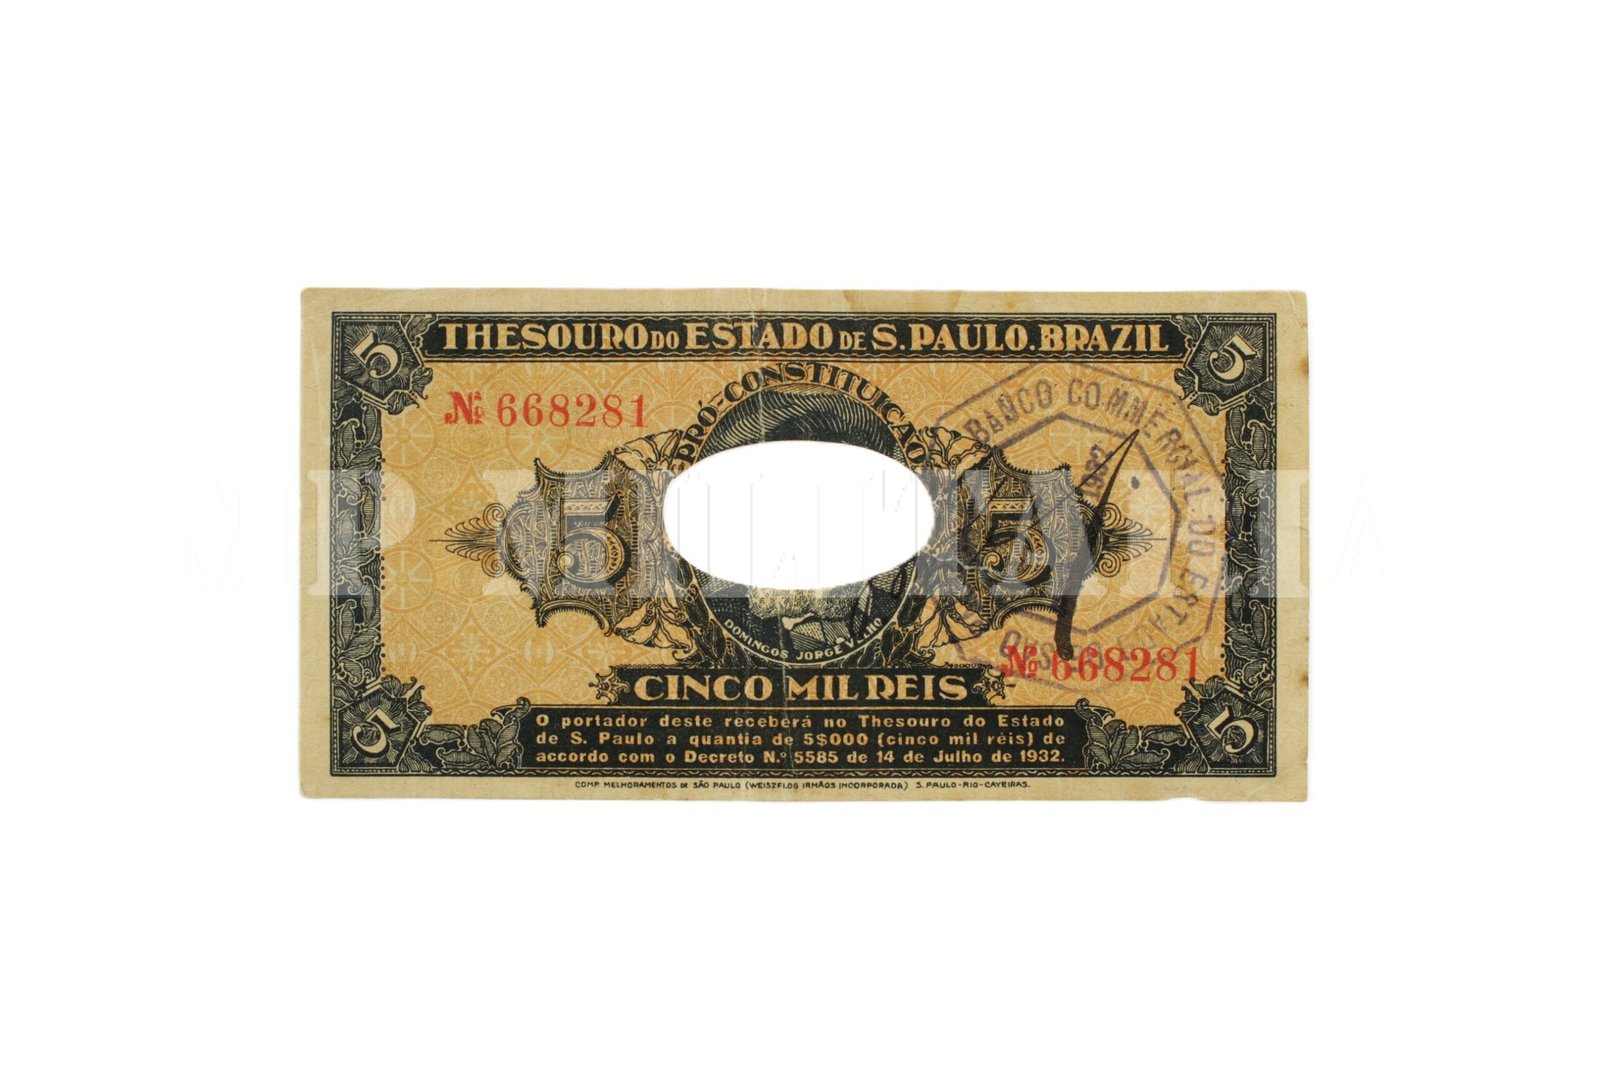 THESOURO DO ESTADO DE S. PAULO. BRAZIL
5
5
PRÓ-CONSTITUIÇÃO
№ 668281
BANCO COMMERCIAL DO ESTADO
1932
5
5
DOMINGOS JORGE VELHO
№ 668281
CINCO MIL REIS
5
5
O portador deste receberá no Thesouro do Estado
de S. Paulo a quantia de 5$000 (cinco mil réis) de
accordo com o Decreto N.º 5585 de 14 de Julho de 1932.
COMP. MELHORAMENTOS DE SÃO PAULO (WEISZFLOG IRMÃOS INCORPORADA) S. PAULO-RIO-CAYEIRAS.